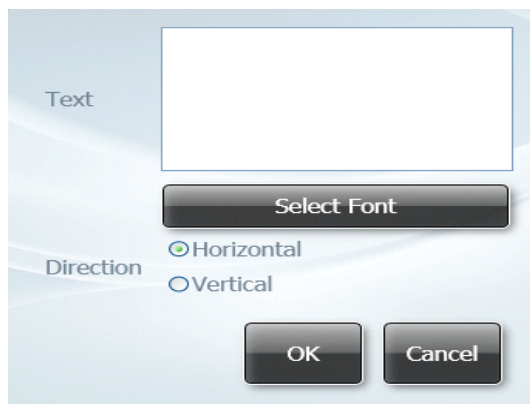 Text
Select Font
Direction
Horizontal
Vertical
OK
Cancel